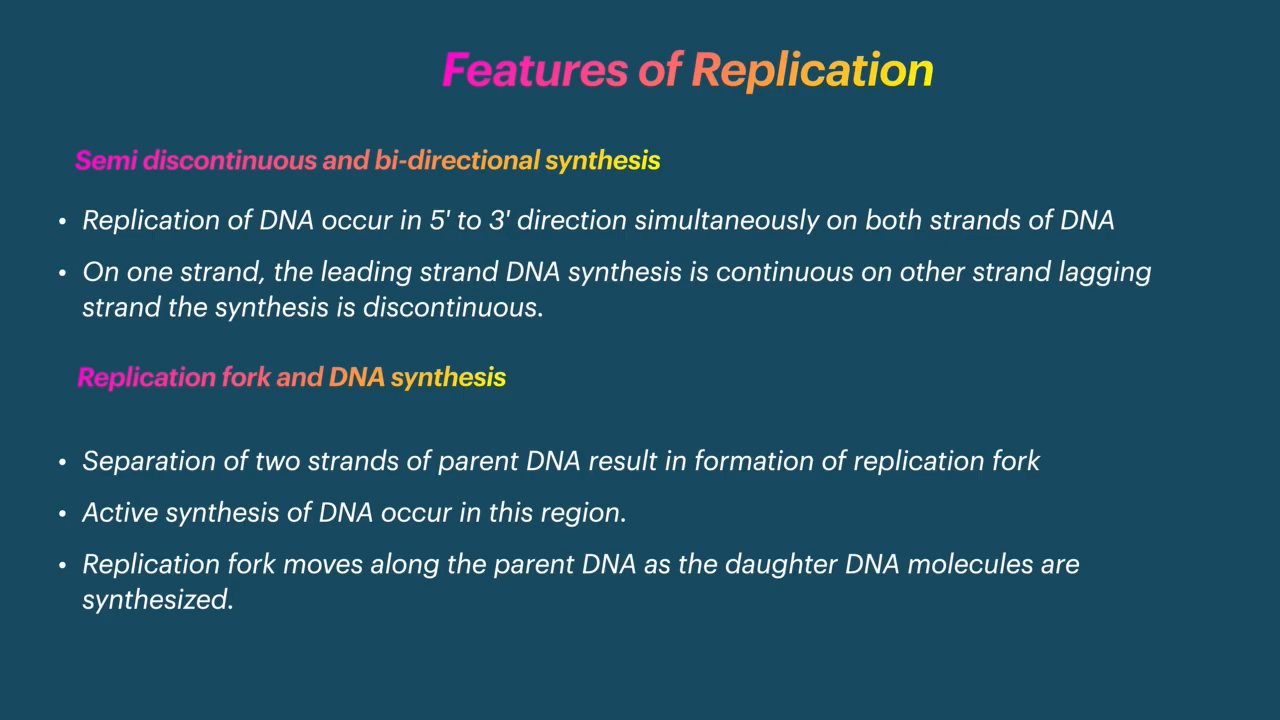 Features of Replication
Semi discontinuous and bi-directional synthesis
• Replication of DNA occur in 5' to 3' direction simultaneously on both strands of DNA
• On one strand, the leading strand DNA synthesis is continuous on other strand lagging
strand the synthesis is discontinuous.
Replication fork and DNA synthesis
• Separation of two strands of parent DNA result in formation of replication fork
• Active synthesis of DNA occur in this region.
• Replication fork moves along the parent DNA as the daughter DNA molecules are
synthesized.